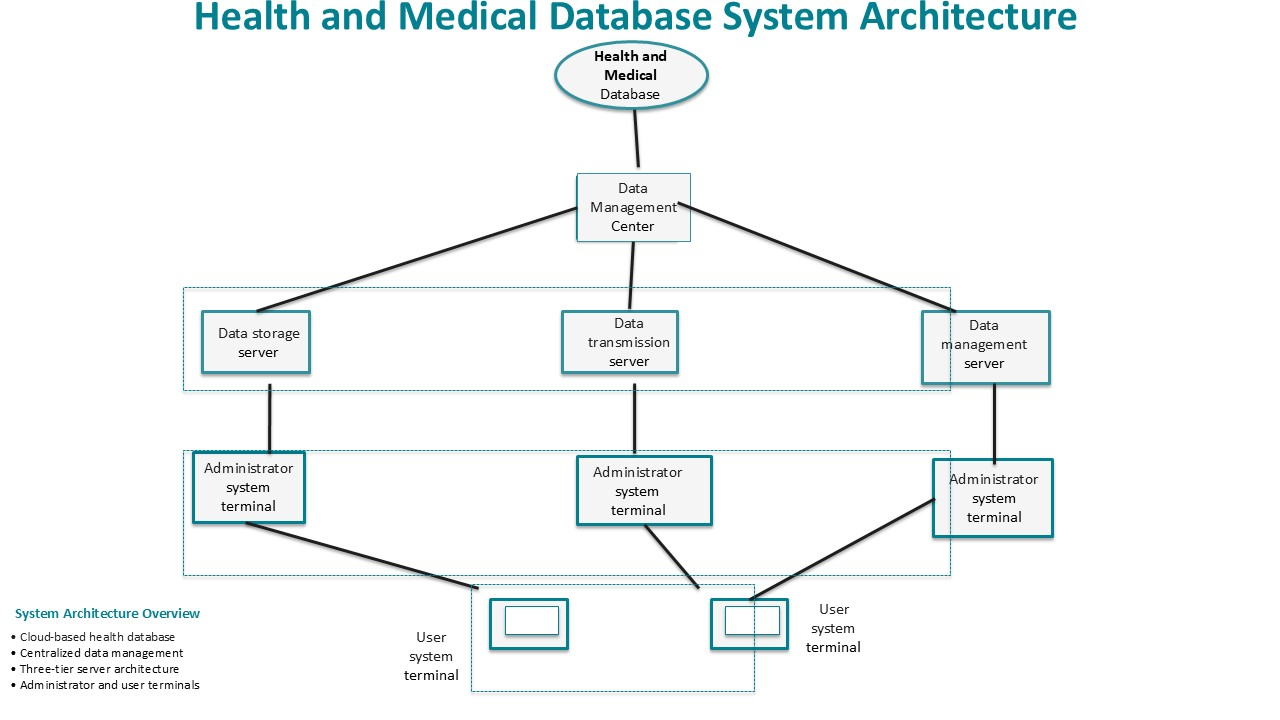 Health and Medical Database System Architecture
Health and
Medical
Database
Data
Management
Center
Data storage
server
Data
transmission
server
Data
management
server
Administrator
system
terminal
Administrator
system
terminal
Administrator
system
terminal
User
system
terminal
User
system
terminal
System Architecture Overview
• Cloud-based health database
• Centralized data management
• Three-tier server architecture
• Administrator and user terminals